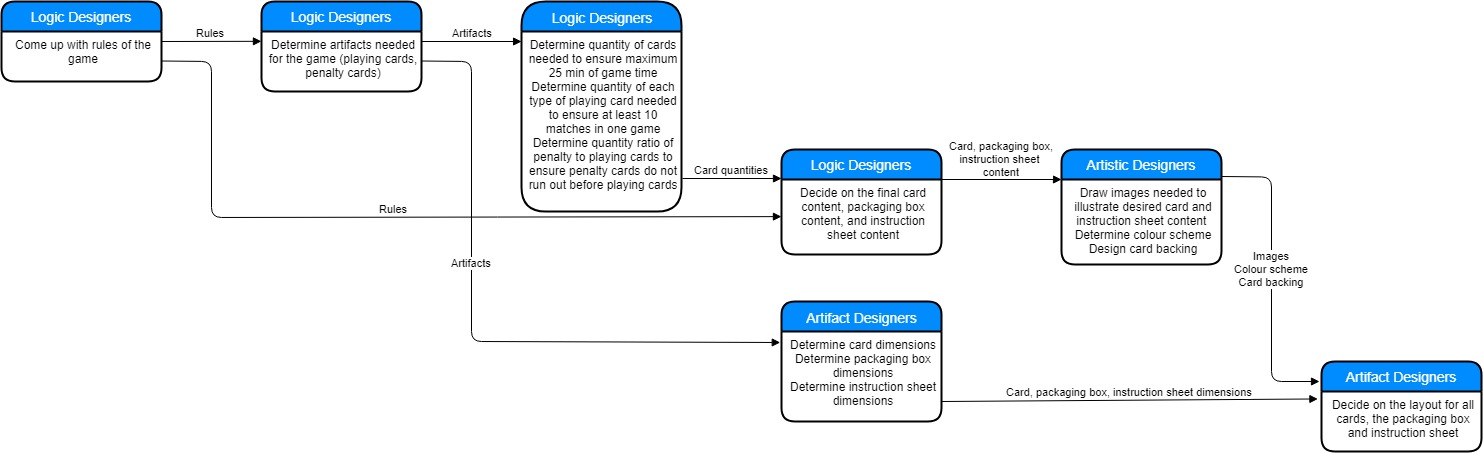 Logic Designers
Come up with rules of the
game
Rules
Rules
Logic Designers
Determine artifacts needed
for the game (playing cards,
penalty cards)
Artifacts
Artifacts
Logic Designers
Determine quantity of cards
needed to ensure maximum
25 min of game time
Determine quantity of each
type of playing card needed
to ensure at least 10
matches in one game
Determine quantity ratio of
penalty to playing cards to
ensure penalty cards do not
run out before playing cards
Card quantities
Logic Designers
Decide on the final card
content, packaging box
content, and instruction
sheet content
Card, packaging box,
instruction sheet
content
Artistic Designers
Draw images needed to
illustrate desired card and
instruction sheet content
Determine colour scheme
Design card backing
Images
Colour scheme
Card backing
Artifact Designers
Determine card dimensions
Determine packaging box
dimensions
Determine instruction sheet
dimensions
Card, packaging box, instruction sheet dimensions
Artifact Designers
Decide on the layout for all
cards, the packaging box
and instruction sheet